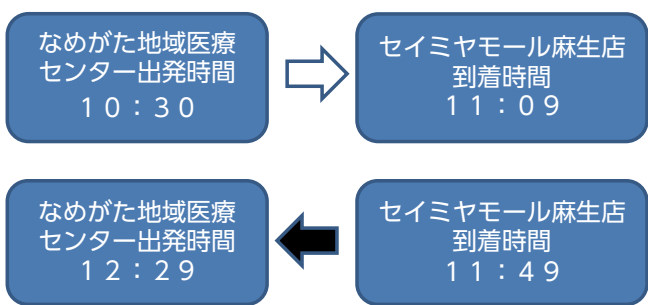 なめがた地域医療
センター出発時間
１０：３０
セイミヤモール麻生店
到着時間
１１：０９
なめがた地域医療
センター出発時間
１２：２９
セイミヤモール麻生店
到着時間
１１：４９